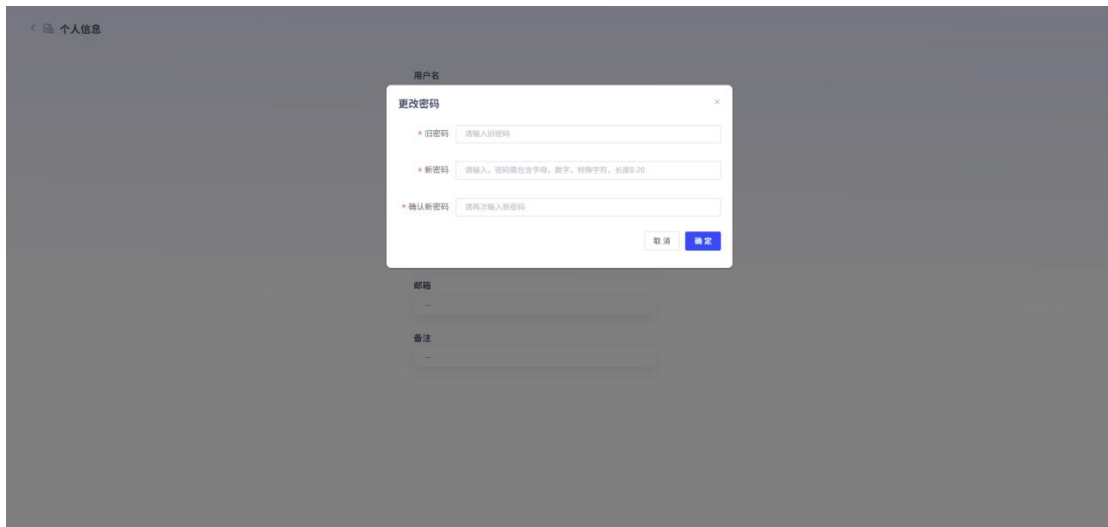 个人信息
用户名
更改密码
* 旧密码 请输入旧密码
* 新密码 请输入，密码需包含字母，数字，特殊字符，长度8-20
* 确认新密码 请再次输入新密码
取消 确定
邮箱
--
备注
--